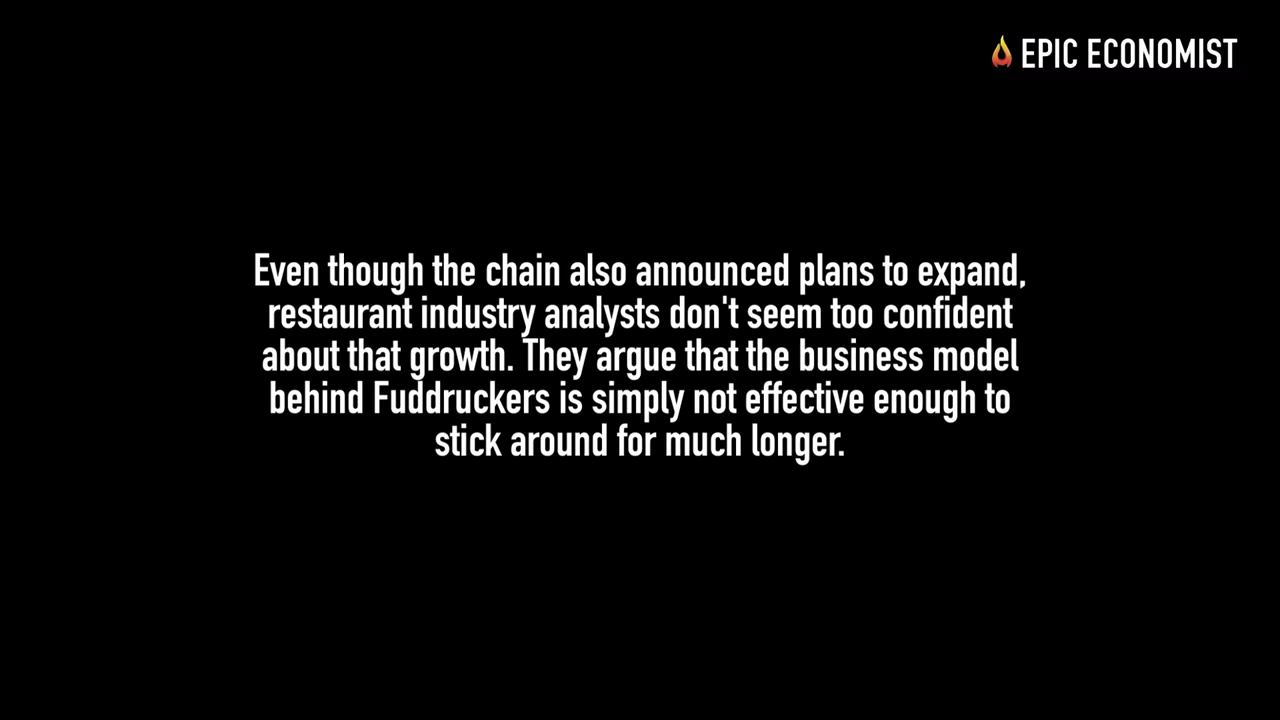 EPIC ECONOMIST
Even though the chain also announced plans to expand,
restaurant industry analysts don't seem too confident
about that growth. They argue that the business model
behind Fuddruckers is simply not effective enough to
stick around for much longer.